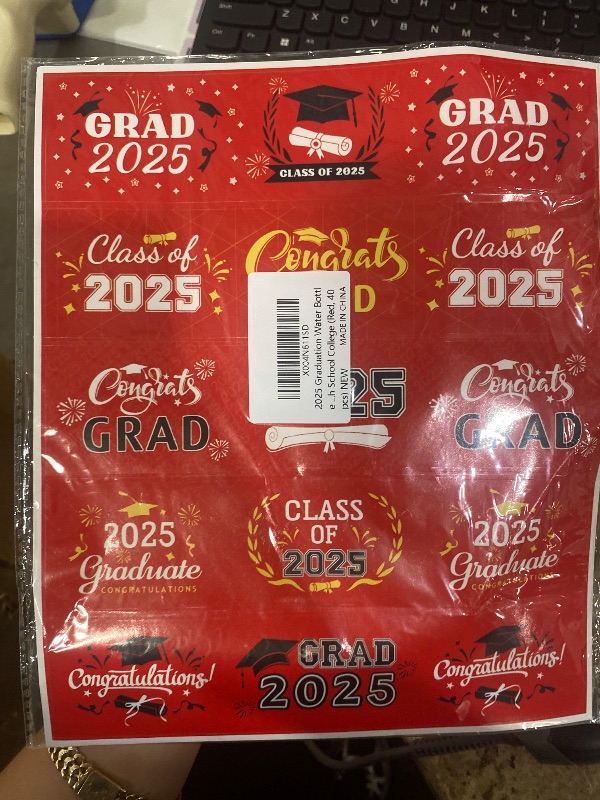 GRAD
2025
CLASS OF 2025
GRAD
2025
Class of
2025
Congrats
D
Class of
2025
X004N611SD
2025 Graduation Water Bottl
e ...h School College (Red, 40
pcs) NEW
MADE IN CHINA
Congrats
GRAD
25
Congrats
GRAD
2025
Graduate
CONGRATULATIONS
CLASS
OF
2025
2025
Graduate
CONGRATULATIONS
Congratulations!
GRAD
2025
Congratulations!